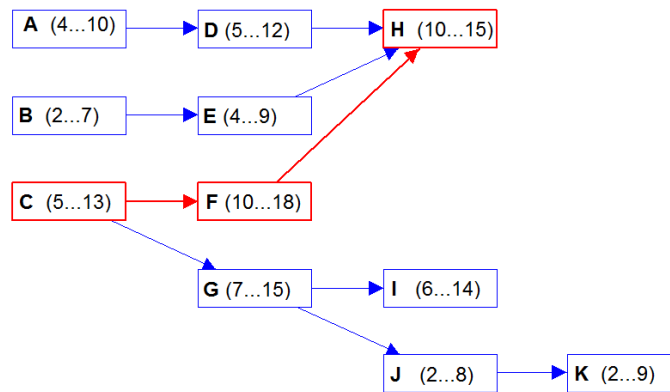 A (4...10)
D (5...12)
H (10...15)
B (2...7)
E (4...9)
C (5...13)
F (10...18)
G (7...15)
I (6...14)
J (2...8)
K (2...9)